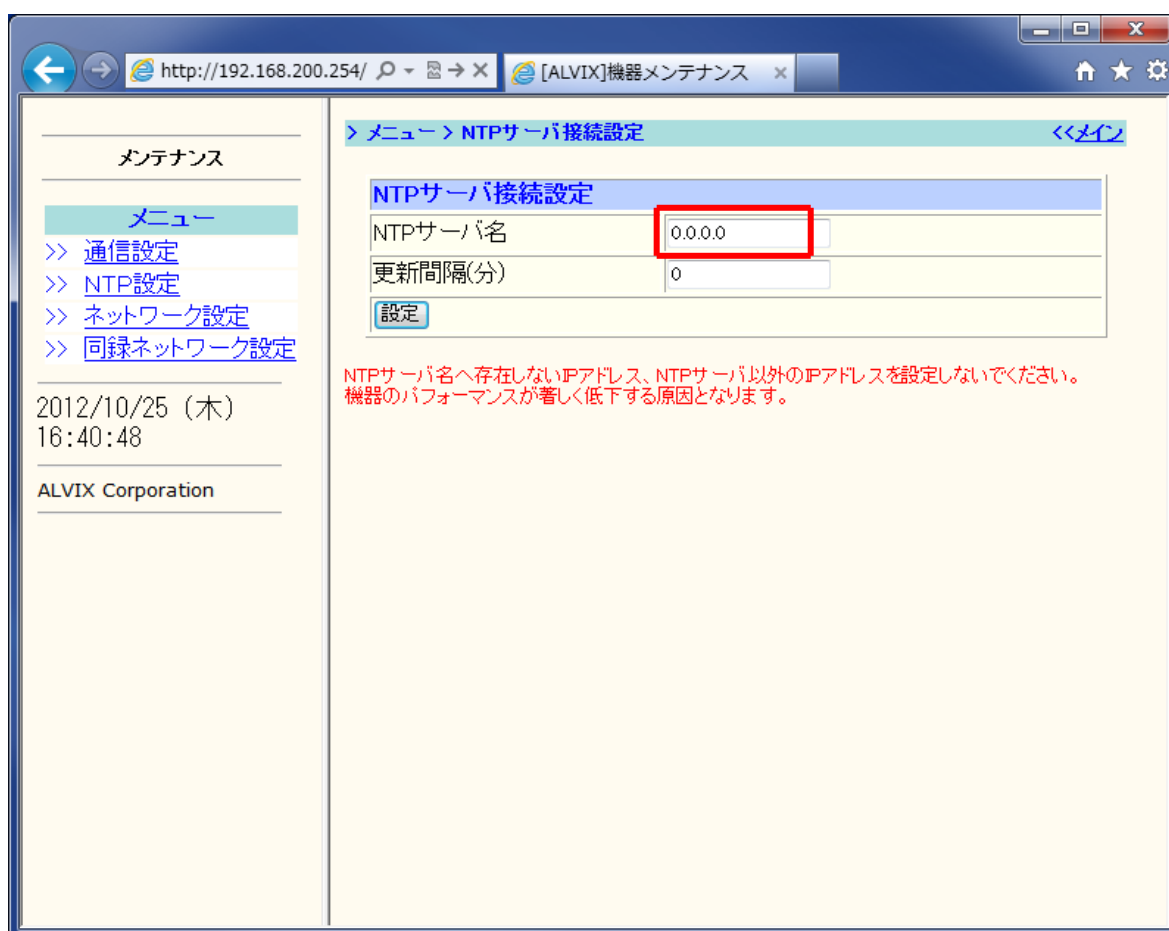 http://192.168.200.254/
[ALVIX]機器メンテナンス
メンテナンス
メニュー
>> 通信設定
>> NTP設定
>> ネットワーク設定
>> 回録ネットワーク設定
2012/10/25 (木)
16:40:48
ALVIX Corporation
> メニュー > NTPサーバ接続設定 <<メイン
NTPサーバ接続設定
NTPサーバ名 0.0.0.0
更新間隔(分) 0
設定
NTPサーバ名へ存在しないIPアドレス、NTPサーバ以外のIPアドレスを設定しないでください。
機器のパフォーマンスが著しく低下する原因となります。